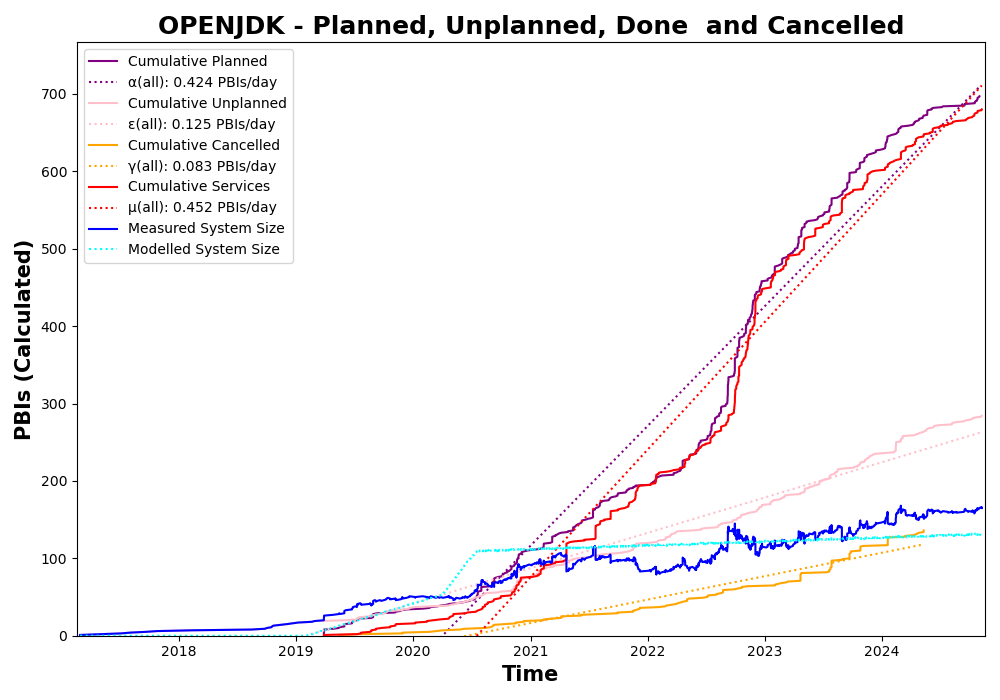 OPENJDK - Planned, Unplanned, Done  and Cancelled
Cumulative Planned
α(all): 0.424 PBIs/day
Cumulative Unplanned
ε(all): 0.125 PBIs/day
Cumulative Cancelled
γ(all): 0.083 PBIs/day
Cumulative Services
μ(all): 0.452 PBIs/day
Measured System Size
Modelled System Size
PBIs (Calculated)
700
600
500
400
300
200
100
0
2018 2019 2020 2021 2022 2023 2024
Time